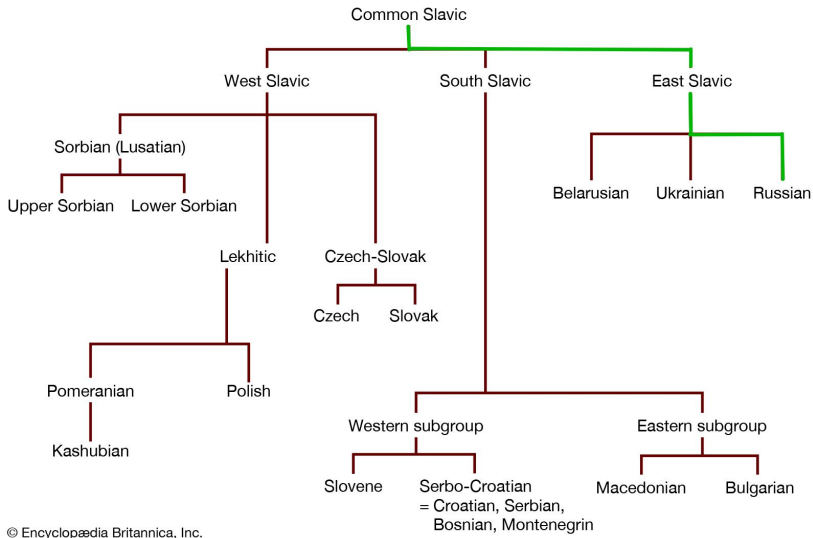 Common Slavic
West Slavic
South Slavic
East Slavic
Sorbian (Lusatian)
Belarusian
Ukrainian
Russian
Upper Sorbian
Lower Sorbian
Lekhitic
Czech-Slovak
Czech
Slovak
Pomeranian
Polish
Western subgroup
Eastern subgroup
Kashubian
Slovene
Serbo-Croatian
= Croatian, Serbian,
Bosnian, Montenegrin
Macedonian
Bulgarian
© Encyclopædia Britannica, Inc.